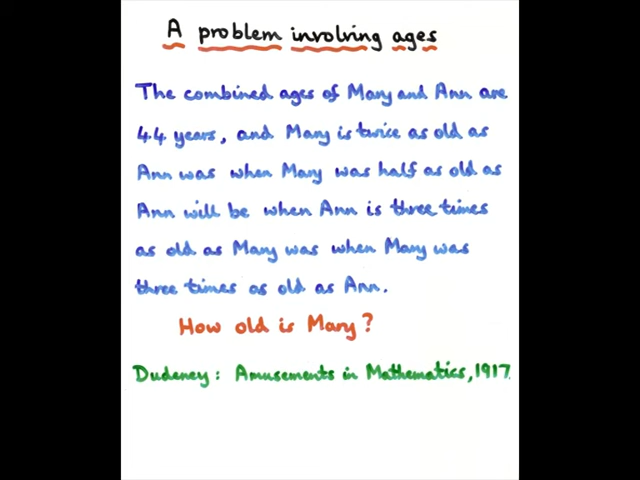 A problem involving ages
The combined ages of Mary and Ann are
44 years, and Mary is twice as old as
Ann was when Mary was half as old as
Ann will be when Ann is three times
as old as Mary was when Mary was
three times as old as Ann.
How old is Mary?
Dudeney: Amusements in Mathematics, 1917.